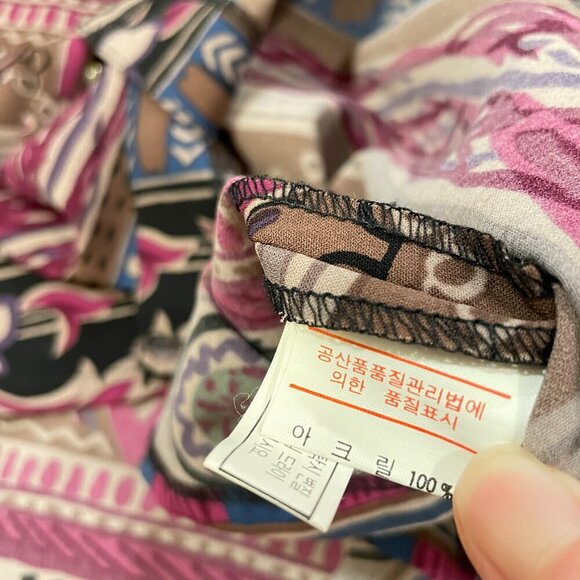 공산품품질관리법에
의한 품질표시
아 크 릴 100%